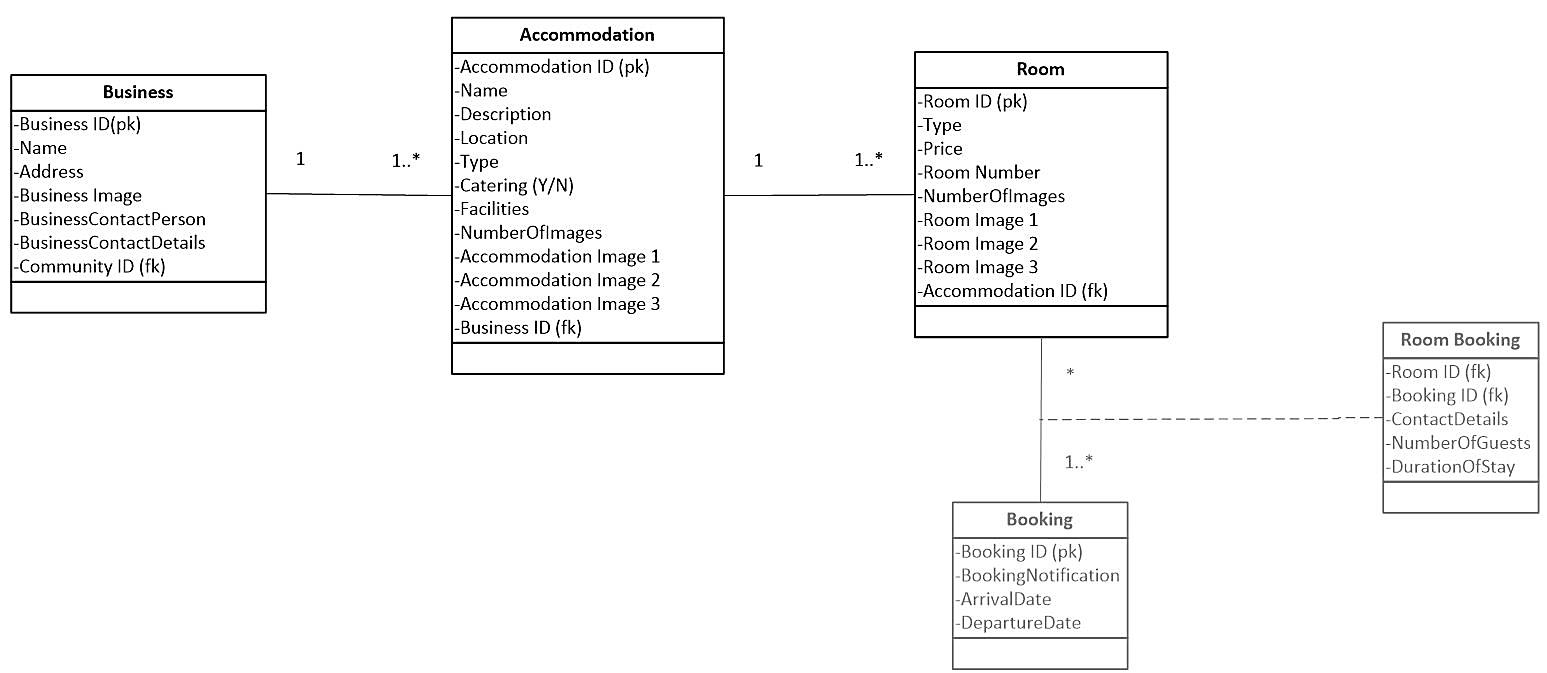 Business
-Business ID(pk)
-Name
-Address
-Business Image
-BusinessContactPerson
-BusinessContactDetails
-Community ID (fk)
1
1..*
Accommodation
-Accommodation ID (pk)
-Name
-Description
-Location
-Type
-Catering (Y/N)
-Facilities
-NumberOfImages
-Accommodation Image 1
-Accommodation Image 2
-Accommodation Image 3
-Business ID (fk)
1
1..*
Room
-Room ID (pk)
-Type
-Price
-Room Number
-NumberOfImages
-Room Image 1
-Room Image 2
-Room Image 3
-Accommodation ID (fk)
*
1..*
Room Booking
-Room ID (fk)
-Booking ID (fk)
-ContactDetails
-NumberOfGuests
-DurationOfStay
Booking
-Booking ID (pk)
-BookingNotification
-ArrivalDate
-DepartureDate